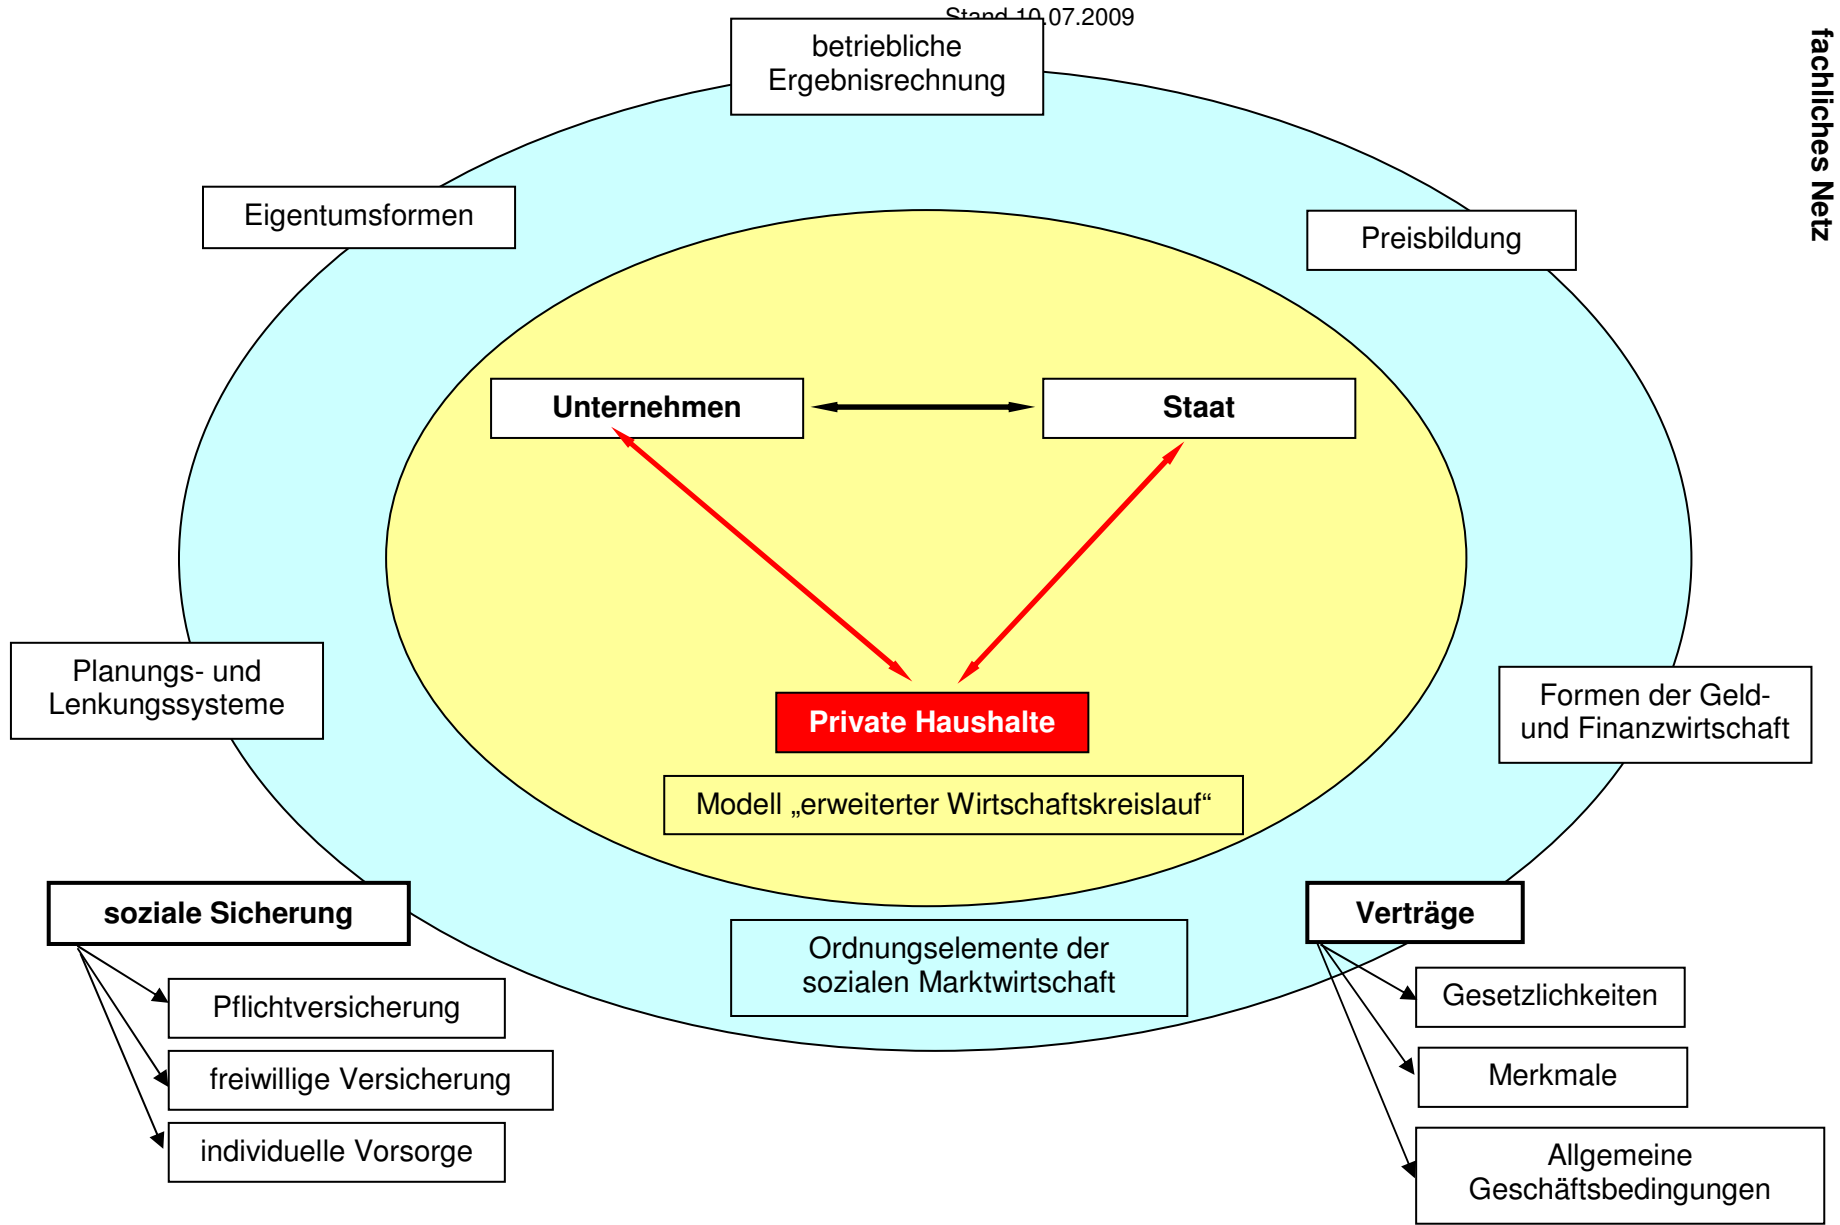 Stand 10.07.2009
fachliches Netz
betriebliche
Ergebnisrechnung
Eigentumsformen
Preisbildung
Unternehmen
Staat
Planungs- und
Lenkungssysteme
Formen der Geld-
und Finanzwirtschaft
Private Haushalte
Modell „erweiterter Wirtschaftskreislauf“
soziale Sicherung
Verträge
Ordnungselemente der
sozialen Marktwirtschaft
Pflichtversicherung
freiwillige Versicherung
individuelle Vorsorge
Gesetzlichkeiten
Merkmale
Allgemeine
Geschäftsbedingungen